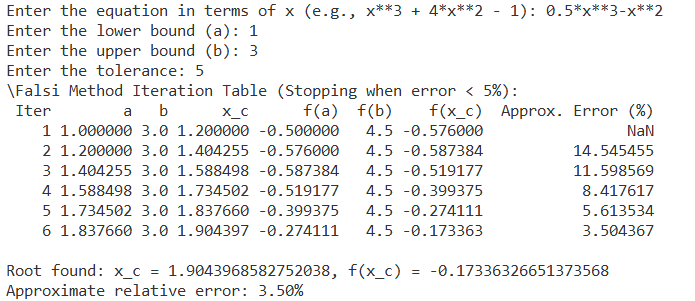 Enter the equation in terms of x (e.g., x**3 + 4*x**2 - 1): 0.5*x**3-x**2
Enter the lower bound (a): 1
Enter the upper bound (b): 3
Enter the tolerance: 5
\Falsi Method Iteration Table (Stopping when error < 5%):
Iter a b x_c f(a) f(b) f(x_c) Approx. Error (%)
1 1.000000 3.0 1.200000 -0.500000 4.5 -0.576000 NaN
2 1.200000 3.0 1.404255 -0.576000 4.5 -0.587384 14.545455
3 1.404255 3.0 1.588498 -0.587384 4.5 -0.519177 11.598569
4 1.588498 3.0 1.734502 -0.519177 4.5 -0.399375 8.417617
5 1.734502 3.0 1.837660 -0.399375 4.5 -0.274111 5.613534
6 1.837660 3.0 1.904397 -0.274111 4.5 -0.173363 3.504367
Root found: x_c = 1.9043968582752038, f(x_c) = -0.17336326651373568
Approximate relative error: 3.50%